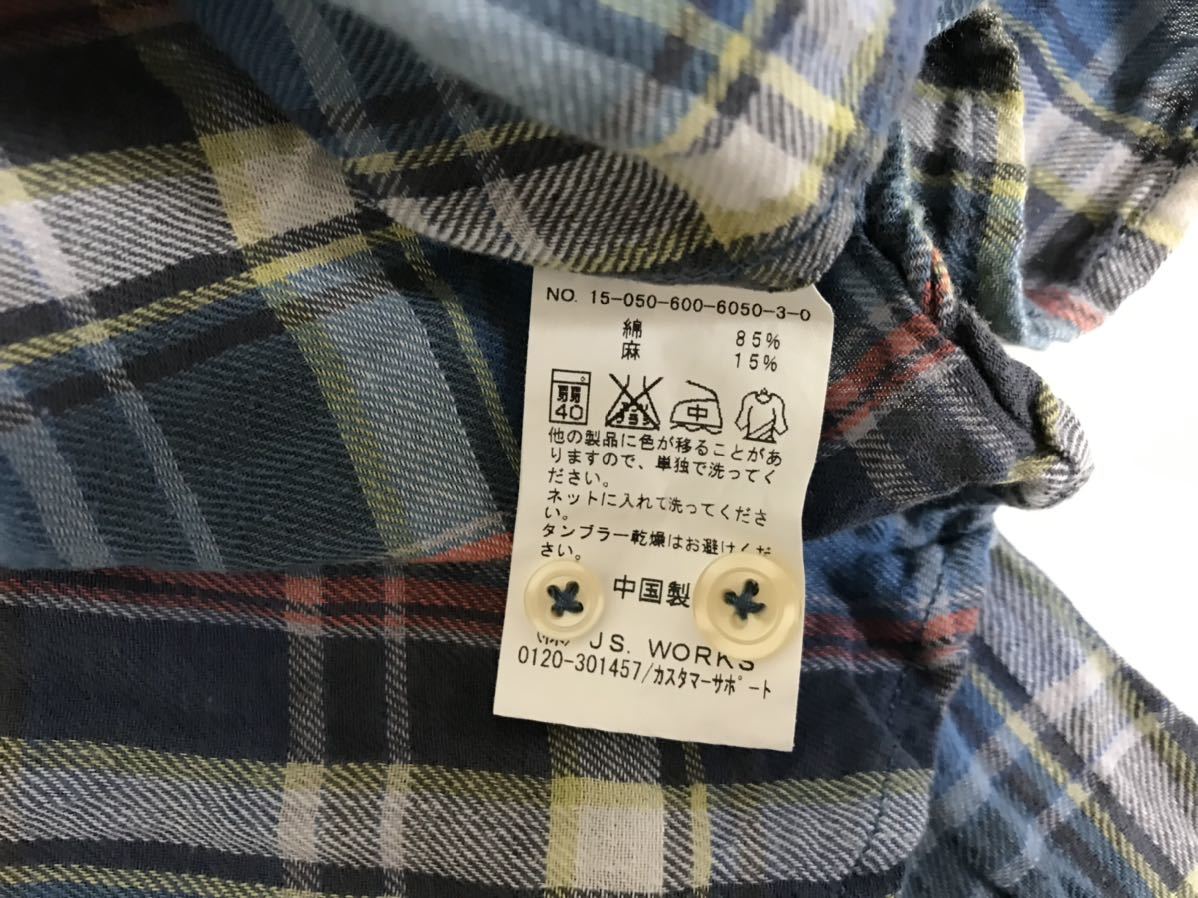 NO. 15-050-600-6050-3-0
綿 85%
麻 15%
弱 40 中
他の製品に色が移ることがあ
りますので、単独で洗ってく
ださい。
ネットに入れて洗ってくださ
い。
タンブラー乾燥はお避けくだ
さい。
中国製
(株) J.S. WORKS
0120-301457/カスタマーサポート